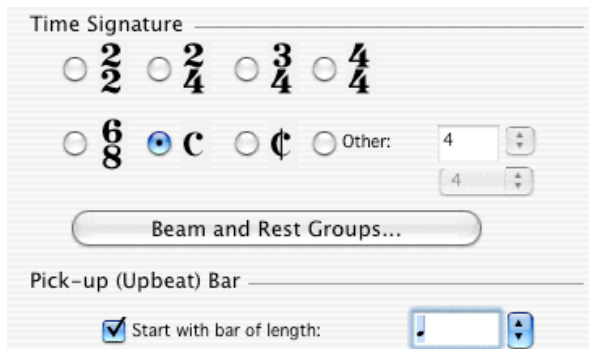 Time Signature
2/2 2/4 3/4 4/4
6/8 C ¢ Other: 4
4
Beam and Rest Groups...
Pick-up (Upbeat) Bar
Start with bar of length: